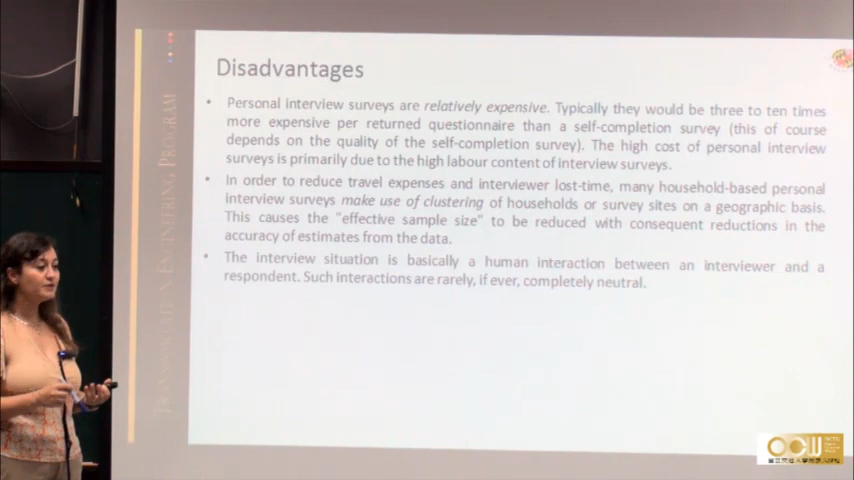 Disadvantages
• Personal interview surveys are relatively expensive. Typically they would be three to ten times
more expensive per returned questionnaire than a self-completion survey (this of course
depends on the quality of the self-completion survey). The high cost of personal interview
surveys is primarily due to the high labour content of interview surveys.
• In order to reduce travel expenses and interviewer lost-time, many household-based personal
interview surveys make use of clustering of households or survey sites on a geographic basis.
This causes the "effective sample size" to be reduced with consequent reductions in the
accuracy of estimates from the data.
• The interview situation is basically a human interaction between an interviewer and a
respondent. Such interactions are rarely, if ever, completely neutral.
TRANSPORTATION ENGINEERING PROGRAM
OCW